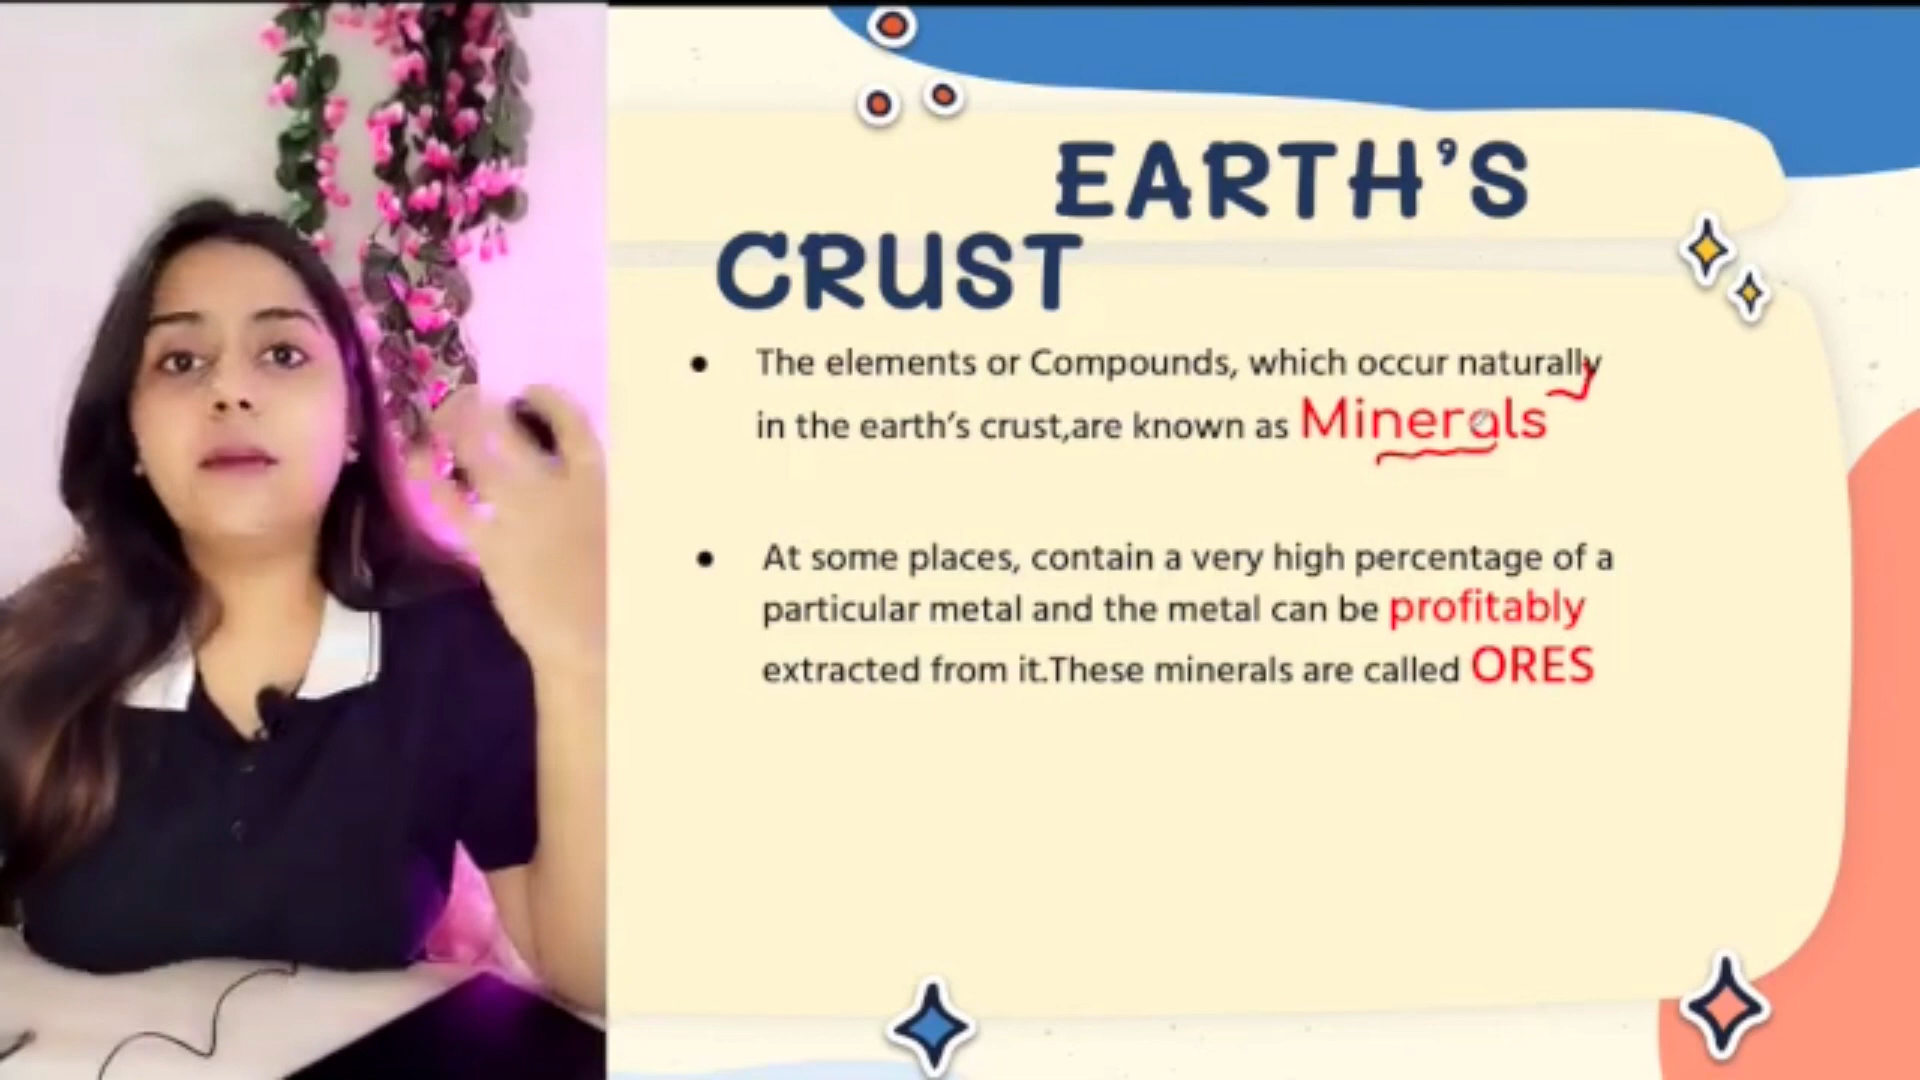 EARTH'S
CRUST
• The elements or Compounds, which occur naturally
in the earth's crust,are known as Minerals
• At some places, contain a very high percentage of a
particular metal and the metal can be profitably
extracted from it.These minerals are called ORES